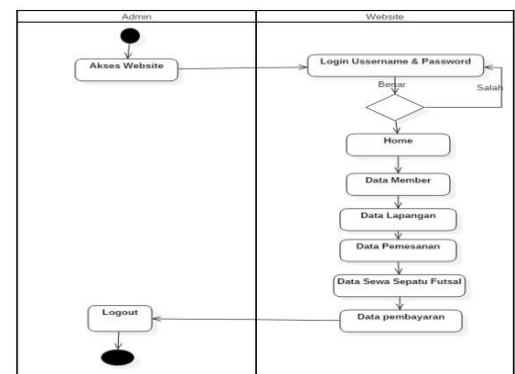 Admin
Website
Akses Website
Login Ussername & Password
Benar
Salah
Home
Data Member
Data Lapangan
Data Pemesanan
Data Sewa Sepatu Futsal
Logout
Data pembayaran